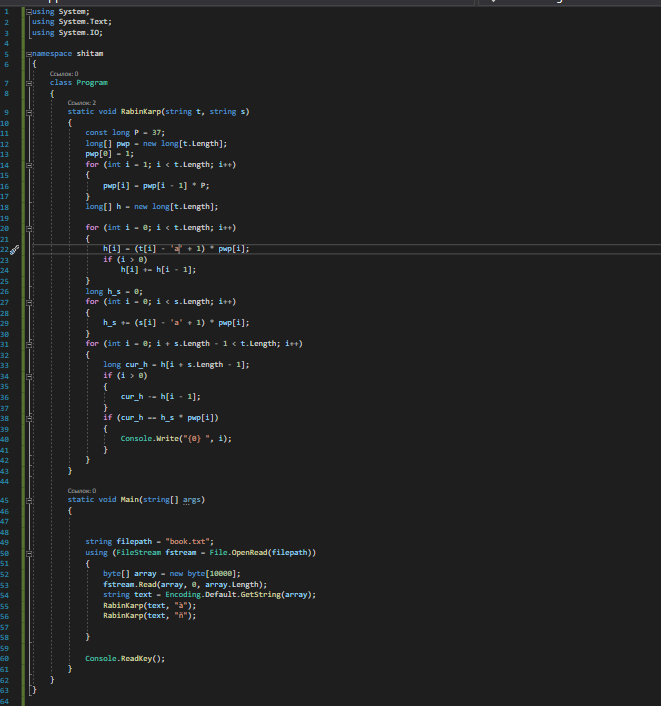 using System;
using System.Text;
using System.IO;
namespace shitam
{
Ссылок: 0
class Program
{
Ссылок: 2
static void RabinKarp(string t, string s)
{
const long P = 37;
long[] pwp = new long[t.Length];
pwp[0] = 1;
for (int i = 1; i < t.Length; i++)
{
pwp[i] = pwp[i - 1] * P;
}
long[] h = new long[t.Length];
for (int i = 0; i < t.Length; i++)
{
h[i] = (t[i] - 'a' + 1) * pwp[i];
if (i > 0)
h[i] += h[i - 1];
}
long h_s = 0;
for (int i = 0; i < s.Length; i++)
{
h_s += (s[i] - 'a' + 1) * pwp[i];
}
for (int i = 0; i + s.Length - 1 < t.Length; i++)
{
long cur_h = h[i + s.Length - 1];
if (i > 0)
{
cur_h -= h[i - 1];
}
if (cur_h == h_s * pwp[i])
{
Console.Write("{0} ", i);
}
}
}
Ссылок: 0
static void Main(string[] args)
{
string filepath = "book.txt";
using (FileStream fstream = File.OpenRead(filepath))
{
byte[] array = new byte[10000];
fstream.Read(array, 0, array.Length);
string text = Encoding.Default.GetString(array);
RabinKarp(text, "à");
RabinKarp(text, "ñ");
}
Console.ReadKey();
}
}
}